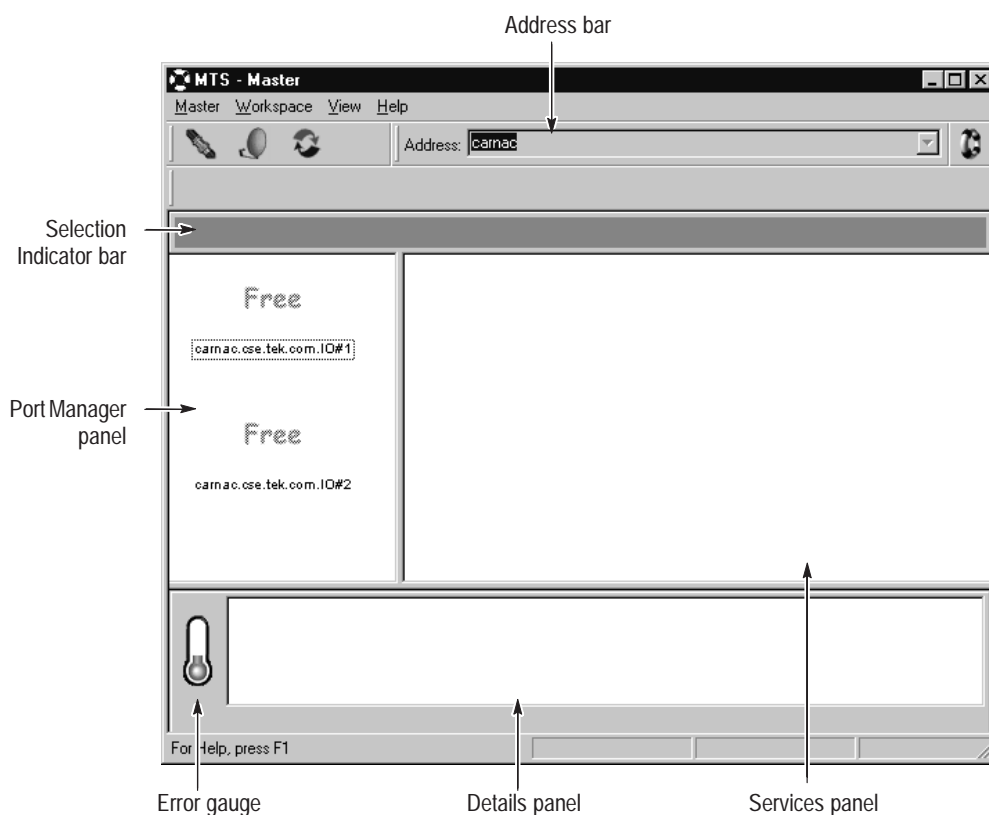 Address bar
MTS - Master
Master Workspace View Help
Address: carnac
Selection
Indicator bar
Free
carnac.cse.tek.com.IO#1
Port Manager
panel
Free
carnac.cse.tek.com.IO#2
For Help, press F1
Error gauge
Details panel
Services panel